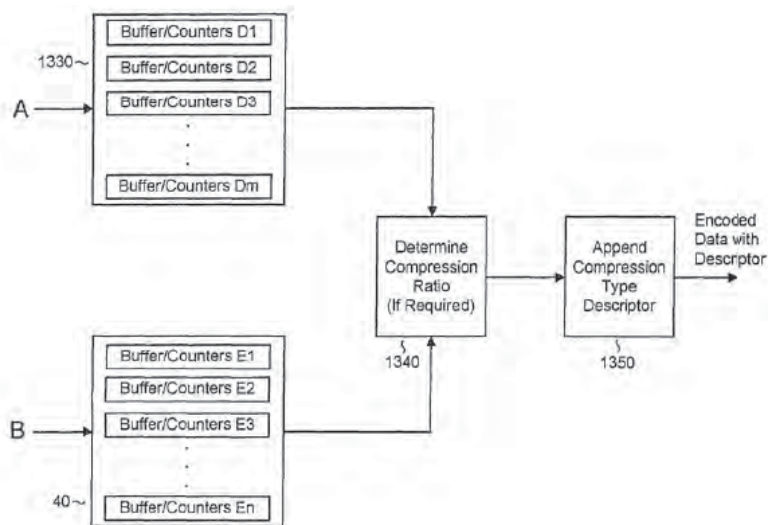 Buffer/Counters D1
1330
Buffer/Counters D2
A
Buffer/Counters D3
Buffer/Counters Dm
Determine
Compression
Ratio
(If Required)
1340
Append
Compression
Type
Descriptor
1350
Encoded
Data with
Descriptor
Buffer/Counters E1
Buffer/Counters E2
B
Buffer/Counters E3
40
Buffer/Counters En